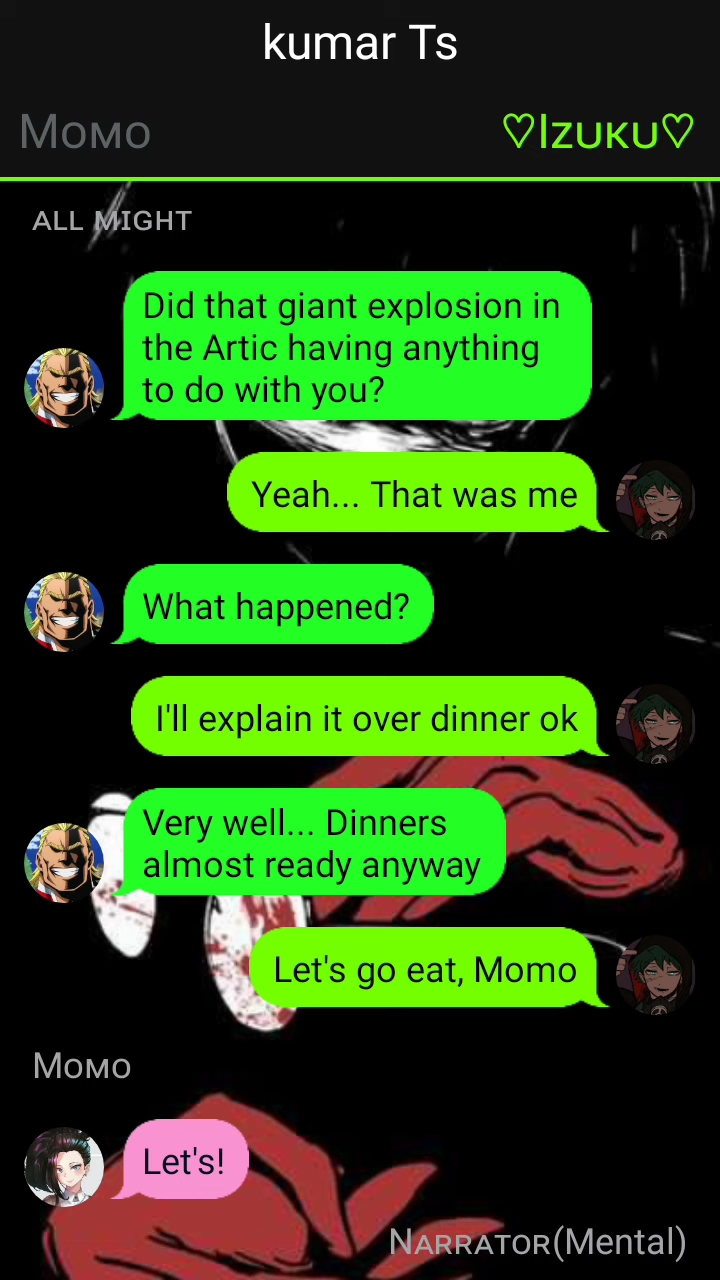 kumar Ts
Momo
♡Izuku♡
ALL MIGHT
Did that giant explosion in
the Artic having anything
to do with you?
Yeah... That was me
What happened?
I'll explain it over dinner ok
Very well... Dinners
almost ready anyway
Let's go eat, Momo
Momo
Let's!
Narrator(Mental)